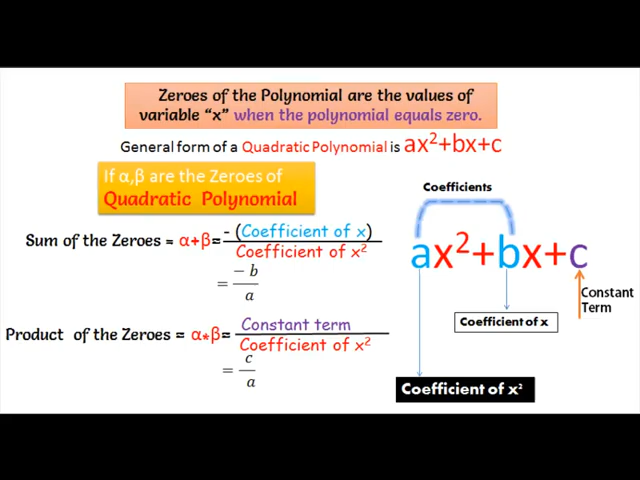 Zeroes of the Polynomial are the values of
variable “x” when the polynomial equals zero.
General form of a Quadratic Polynomial is ax²+bx+c
If α,β are the Zeroes of
Quadratic Polynomial
Sum of the Zeroes = α+β= - (Coefficient of x) / Coefficient of x²
= −b / a
Product of the Zeroes = α*β= Constant term / Coefficient of x²
= c / a
Coefficients
ax²+bx+c
Constant
Term
Coefficient of x
Coefficient of x²